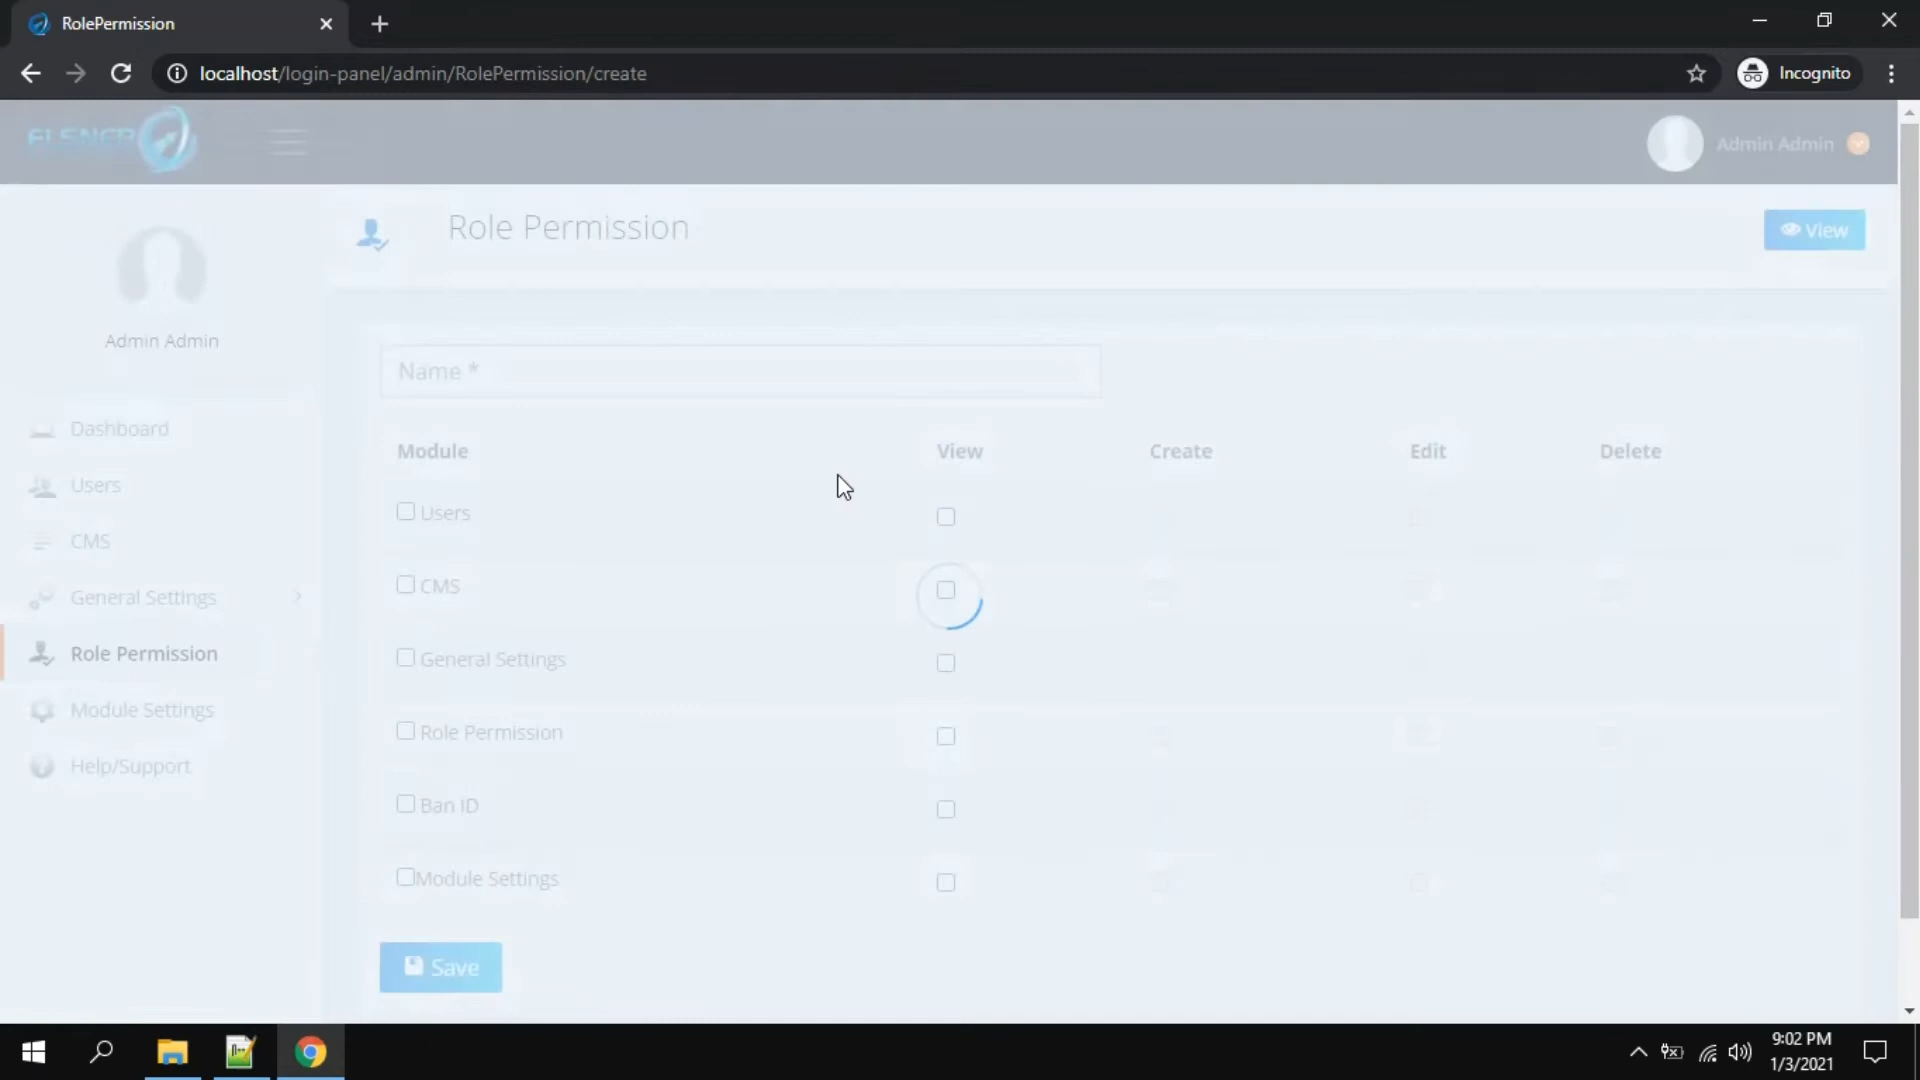 RolePermission
localhost/login-panel/admin/RolePermission/create
Incognito
ELSNER
Admin Admin
Role Permission
View
Admin Admin
Name *
Dashboard
Users
CMS
General Settings
Role Permission
Module Settings
Help/Support
Module View Create Edit Delete
Users
CMS
General Settings
Role Permission
Ban ID
Module Settings
Save
9:02 PM
1/3/2021